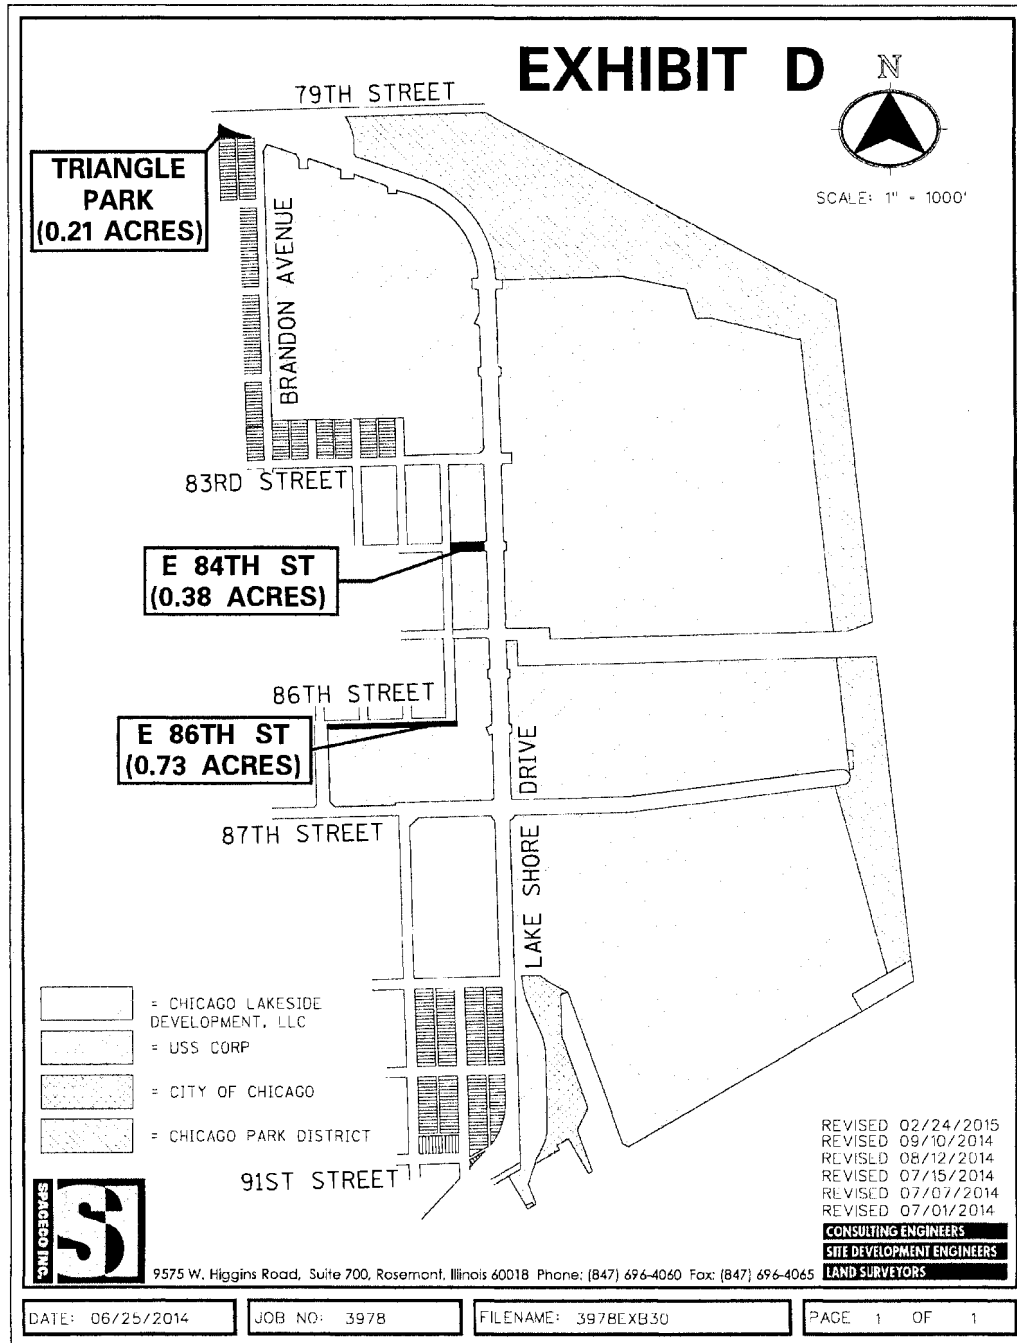 EXHIBIT D
N
SCALE: 1" = 1000'
79TH STREET
TRIANGLE
PARK
(0.21 ACRES)
BRANDON AVENUE
83RD STREET
E 84TH ST
(0.38 ACRES)
86TH STREET
E 86TH ST
(0.73 ACRES)
87TH STREET
LAKE SHORE DRIVE
= CHICAGO LAKESIDE
DEVELOPMENT, LLC
= USS CORP
= CITY OF CHICAGO
= CHICAGO PARK DISTRICT
91ST STREET
REVISED 02/24/2015
REVISED 09/10/2014
REVISED 08/12/2014
REVISED 07/15/2014
REVISED 07/07/2014
REVISED 07/01/2014
CONSULTING ENGINEERS
SITE DEVELOPMENT ENGINEERS
LAND SURVEYORS
SPACECO INC.
9575 W. Higgins Road, Suite 700, Rosemont, Illinois 60018 Phone: (847) 696-4060 Fax: (847) 696-4065
DATE: 06/25/2014
JOB NO: 3978
FILENAME: 3978EXB30
PAGE 1 OF 1